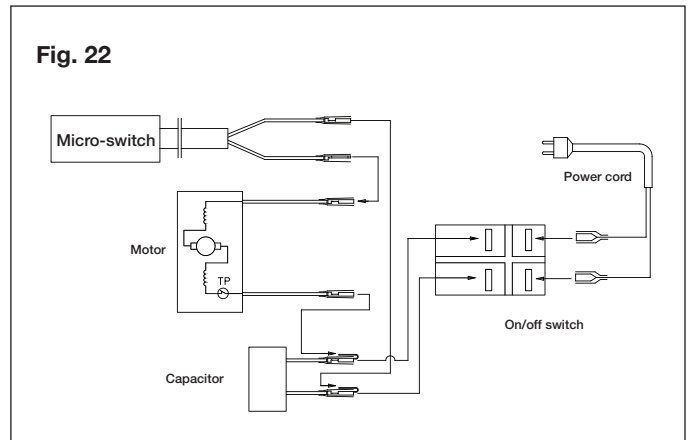 Fig. 22
Micro-switch
Power cord
Motor
TP
On/off switch
Capacitor